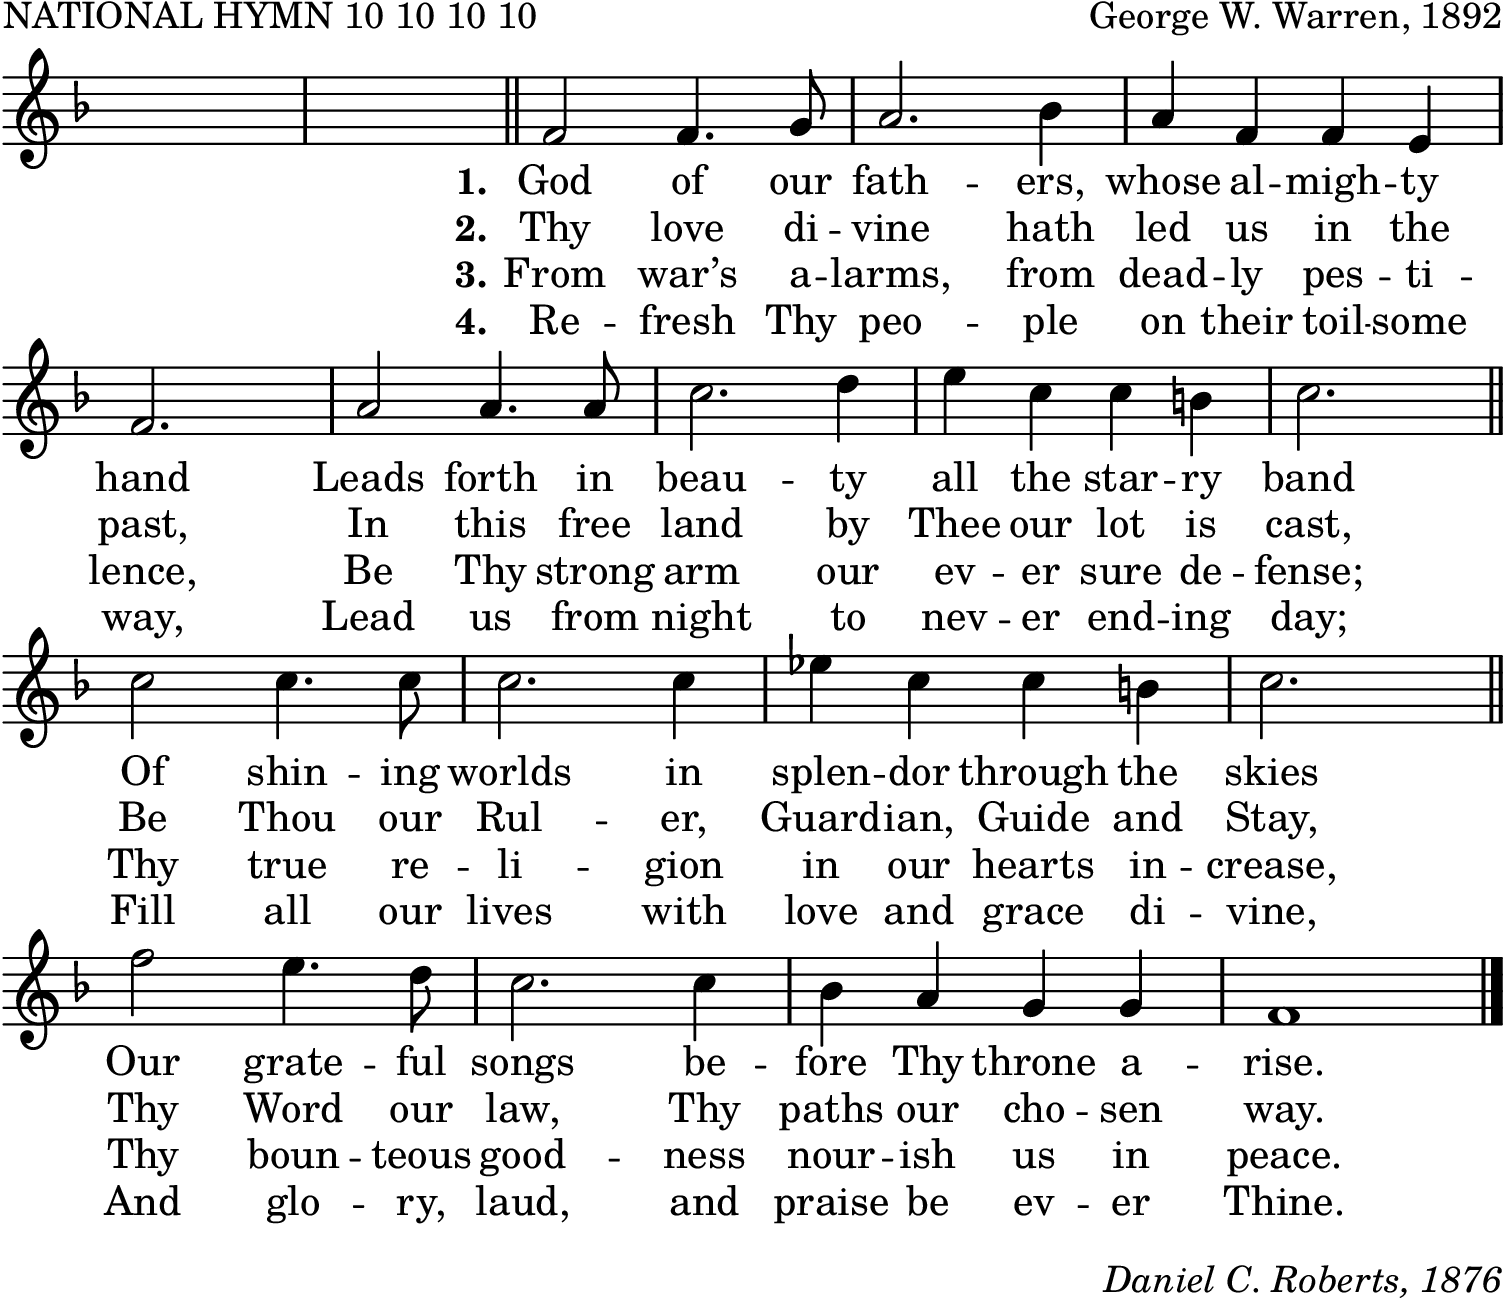 NATIONAL HYMN 10 10 10 10 George W. Warren, 1892
1. God of our fath -- ers, whose al -- migh -- ty
2. Thy love di -- vine hath led us in the
3. From war’s a -- larms, from dead -- ly pes -- ti --
4. Re -- fresh Thy peo -- ple on their toil -- some
hand Leads forth in beau -- ty all the star -- ry band
past, In this free land by Thee our lot is cast,
lence, Be Thy strong arm our ev -- er sure de -- fense;
way, Lead us from night to nev -- er end -- ing day;
Of shin -- ing worlds in splen -- dor through the skies
Be Thou our Rul -- er, Guardian, Guide and Stay,
Thy true re -- li -- gion in our hearts in -- crease,
Fill all our lives with love and grace di -- vine,
Our grate -- ful songs be -- fore Thy throne a -- rise.
Thy Word our law, Thy paths our cho -- sen way.
Thy boun -- teous good -- ness nour -- ish us in peace.
And glo -- ry, laud, and praise be ev -- er Thine.
Daniel C. Roberts, 1876